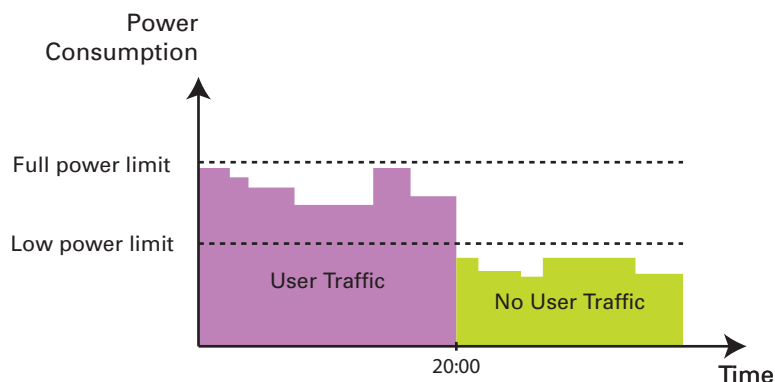 Power
Consumption
Full power limit
Low power limit
User Traffic
No User Traffic
20:00
Time